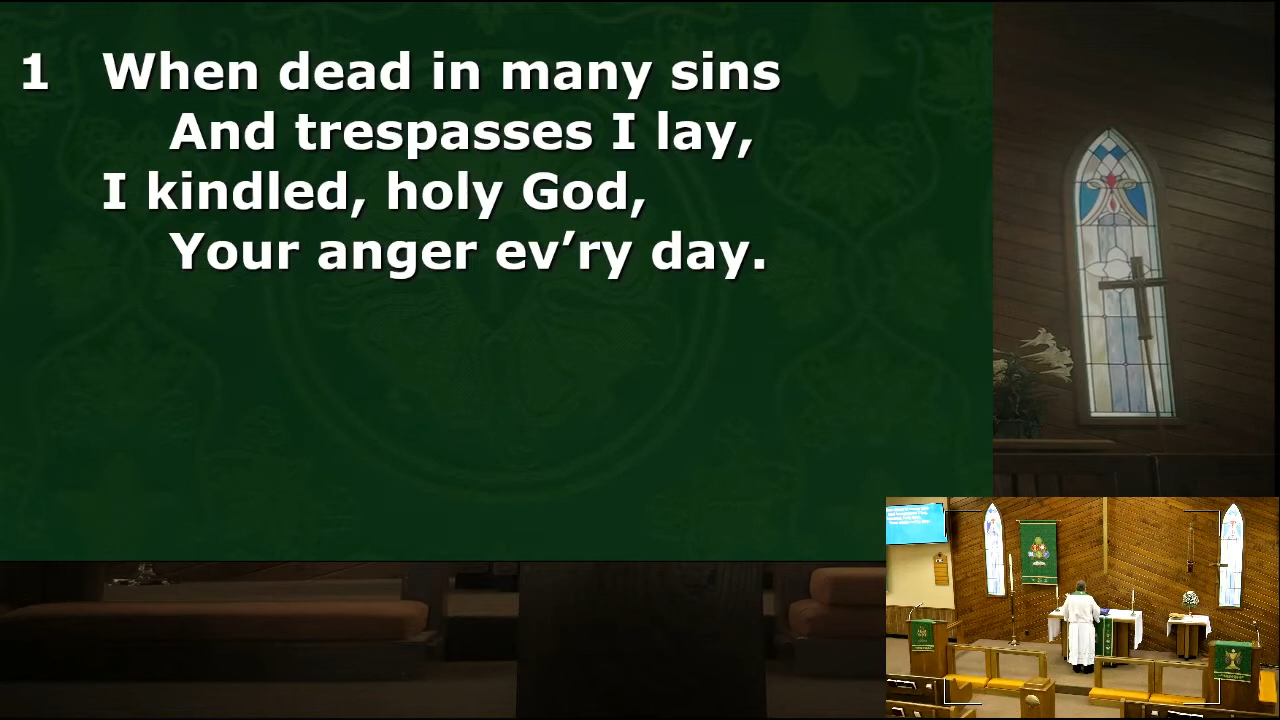 1 When dead in many sins
And trespasses I lay,
I kindled, holy God,
Your anger ev’ry day.